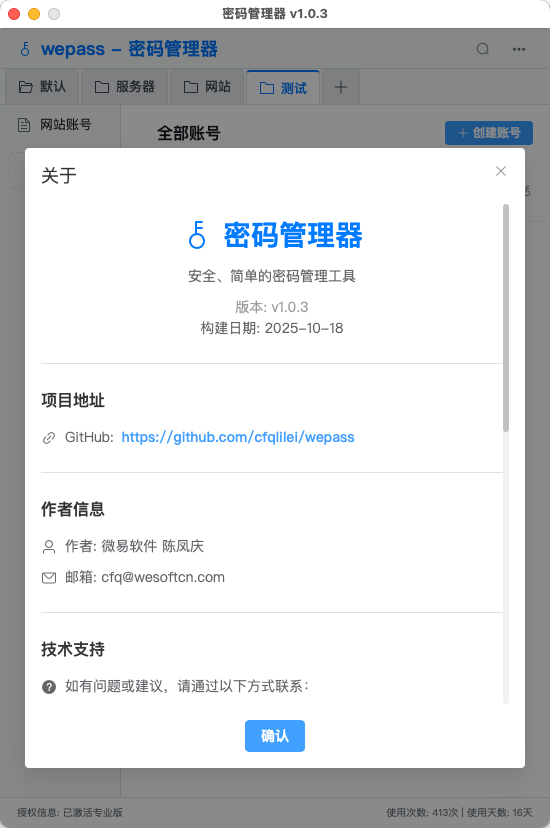 密码管理器 v1.0.3
wepass - 密码管理器
默认 服务器 网站 测试
网站账号
全部账号
创建账号
关于
密码管理器
安全、简单的密码管理工具
版本: v1.0.3
构建日期: 2025-10-18
项目地址
GitHub: https://github.com/cfqlilei/wepass
作者信息
作者: 微易软件 陈凤庆
邮箱: cfq@wesoftcn.com
技术支持
如有问题或建议，请通过以下方式联系：
确认
授权信息: 已激活专业版
使用次数: 413次 | 使用天数: 16天